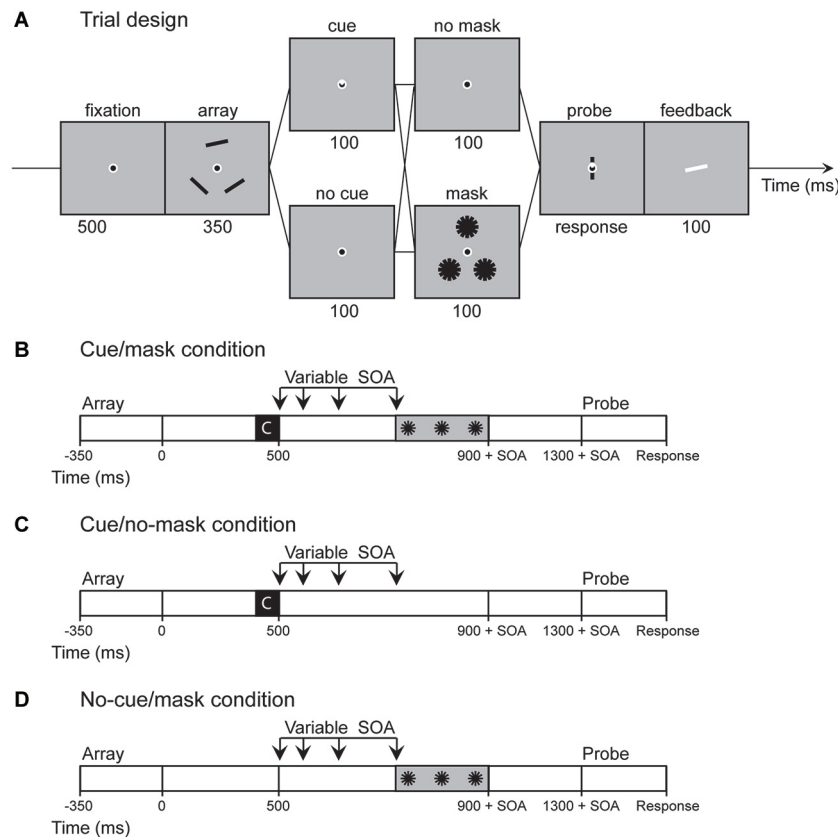 A Trial design
cue no mask
fixation array
100 100
probe feedback
Time (ms)
no cue mask
500 350
response 100
100 100
B Cue/mask condition
Variable SOA
Array Probe
C
-350 0 500 900 + SOA 1300 + SOA Response
Time (ms)
C Cue/no-mask condition
Variable SOA
Array Probe
C
-350 0 500 900 + SOA 1300 + SOA Response
Time (ms)
D No-cue/mask condition
Variable SOA
Array Probe
-350 0 500 900 + SOA 1300 + SOA Response
Time (ms)